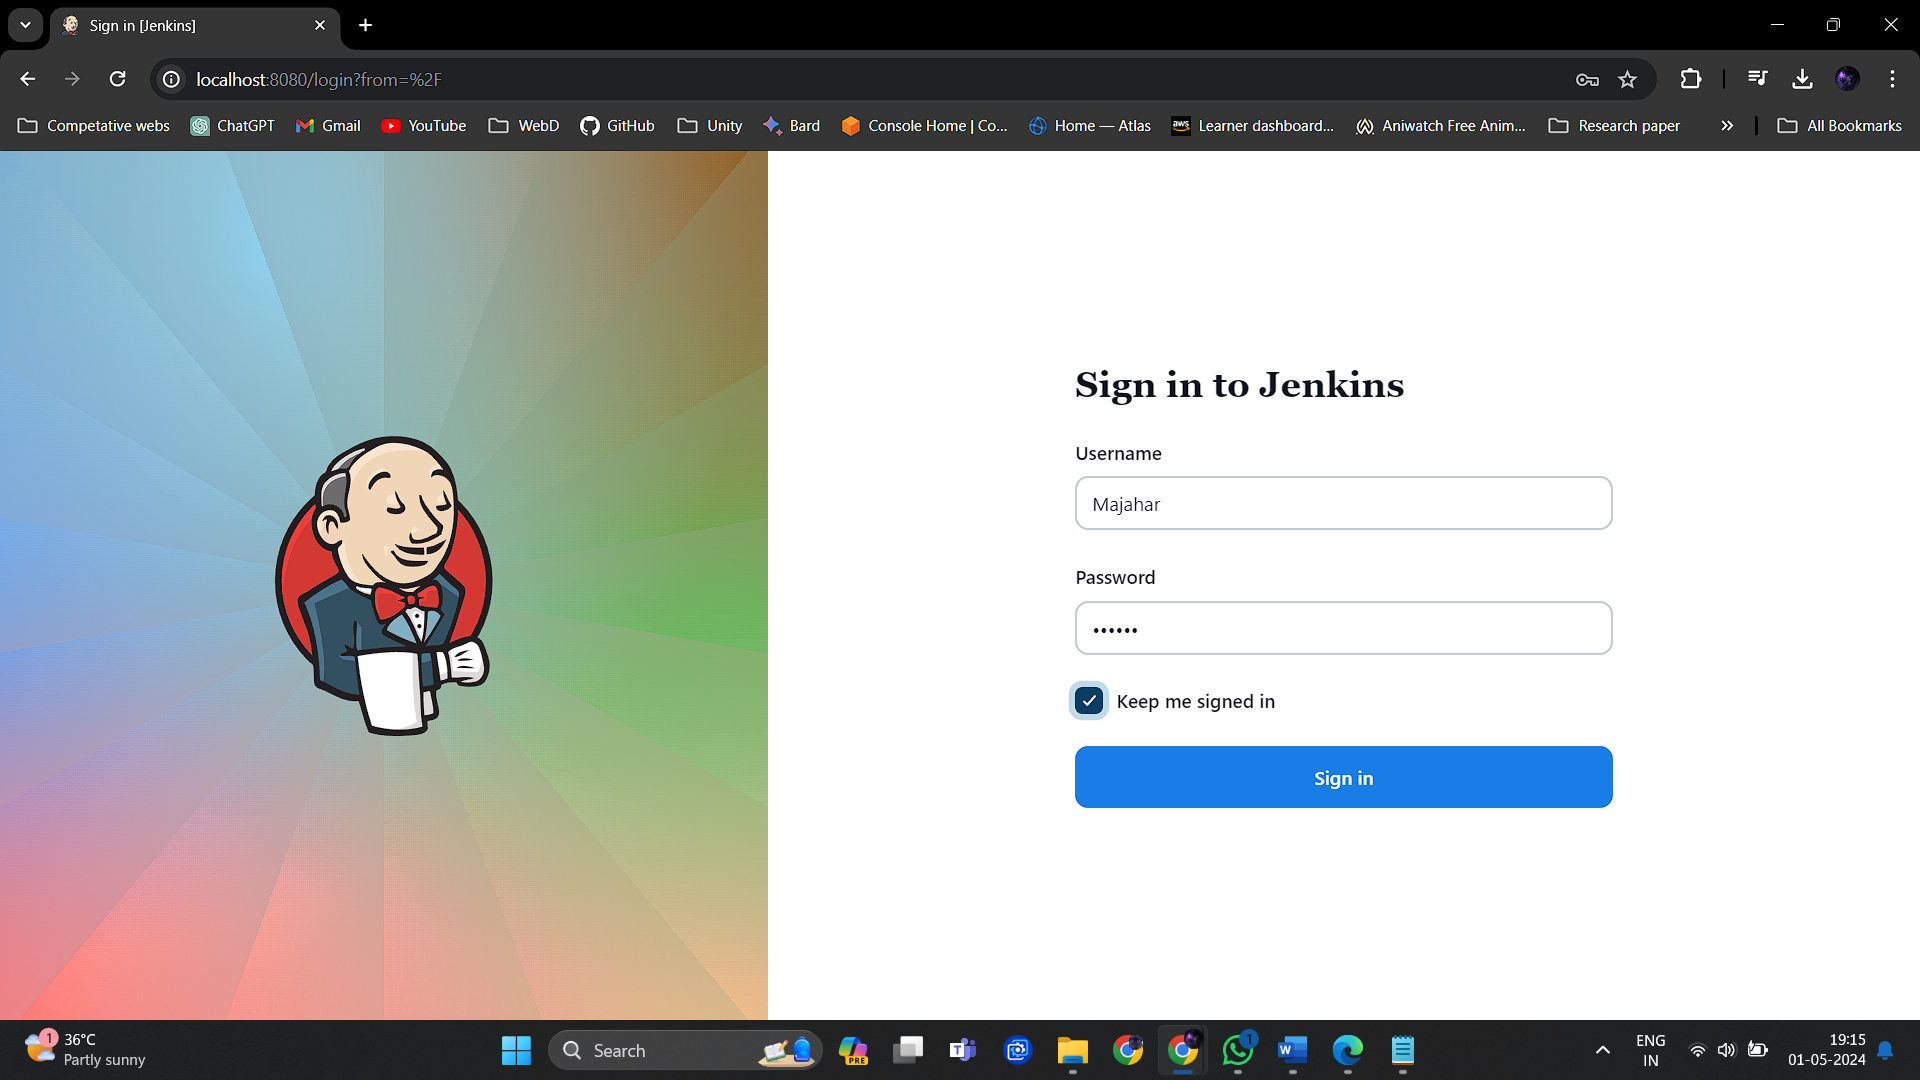 Sign in [Jenkins]
localhost:8080/login?from=%2F
Competative webs ChatGPT Gmail YouTube WebD GitHub Unity Bard Console Home | Co... Home — Atlas aws Learner dashboard... Aniwatch Free Anim... Research paper All Bookmarks
Sign in to Jenkins
Username
Majahar
Password
••••••
Keep me signed in
Sign in
1
36°C
Partly sunny
Search
PRE
T
1
W
ENG
IN
19:15
01-05-2024